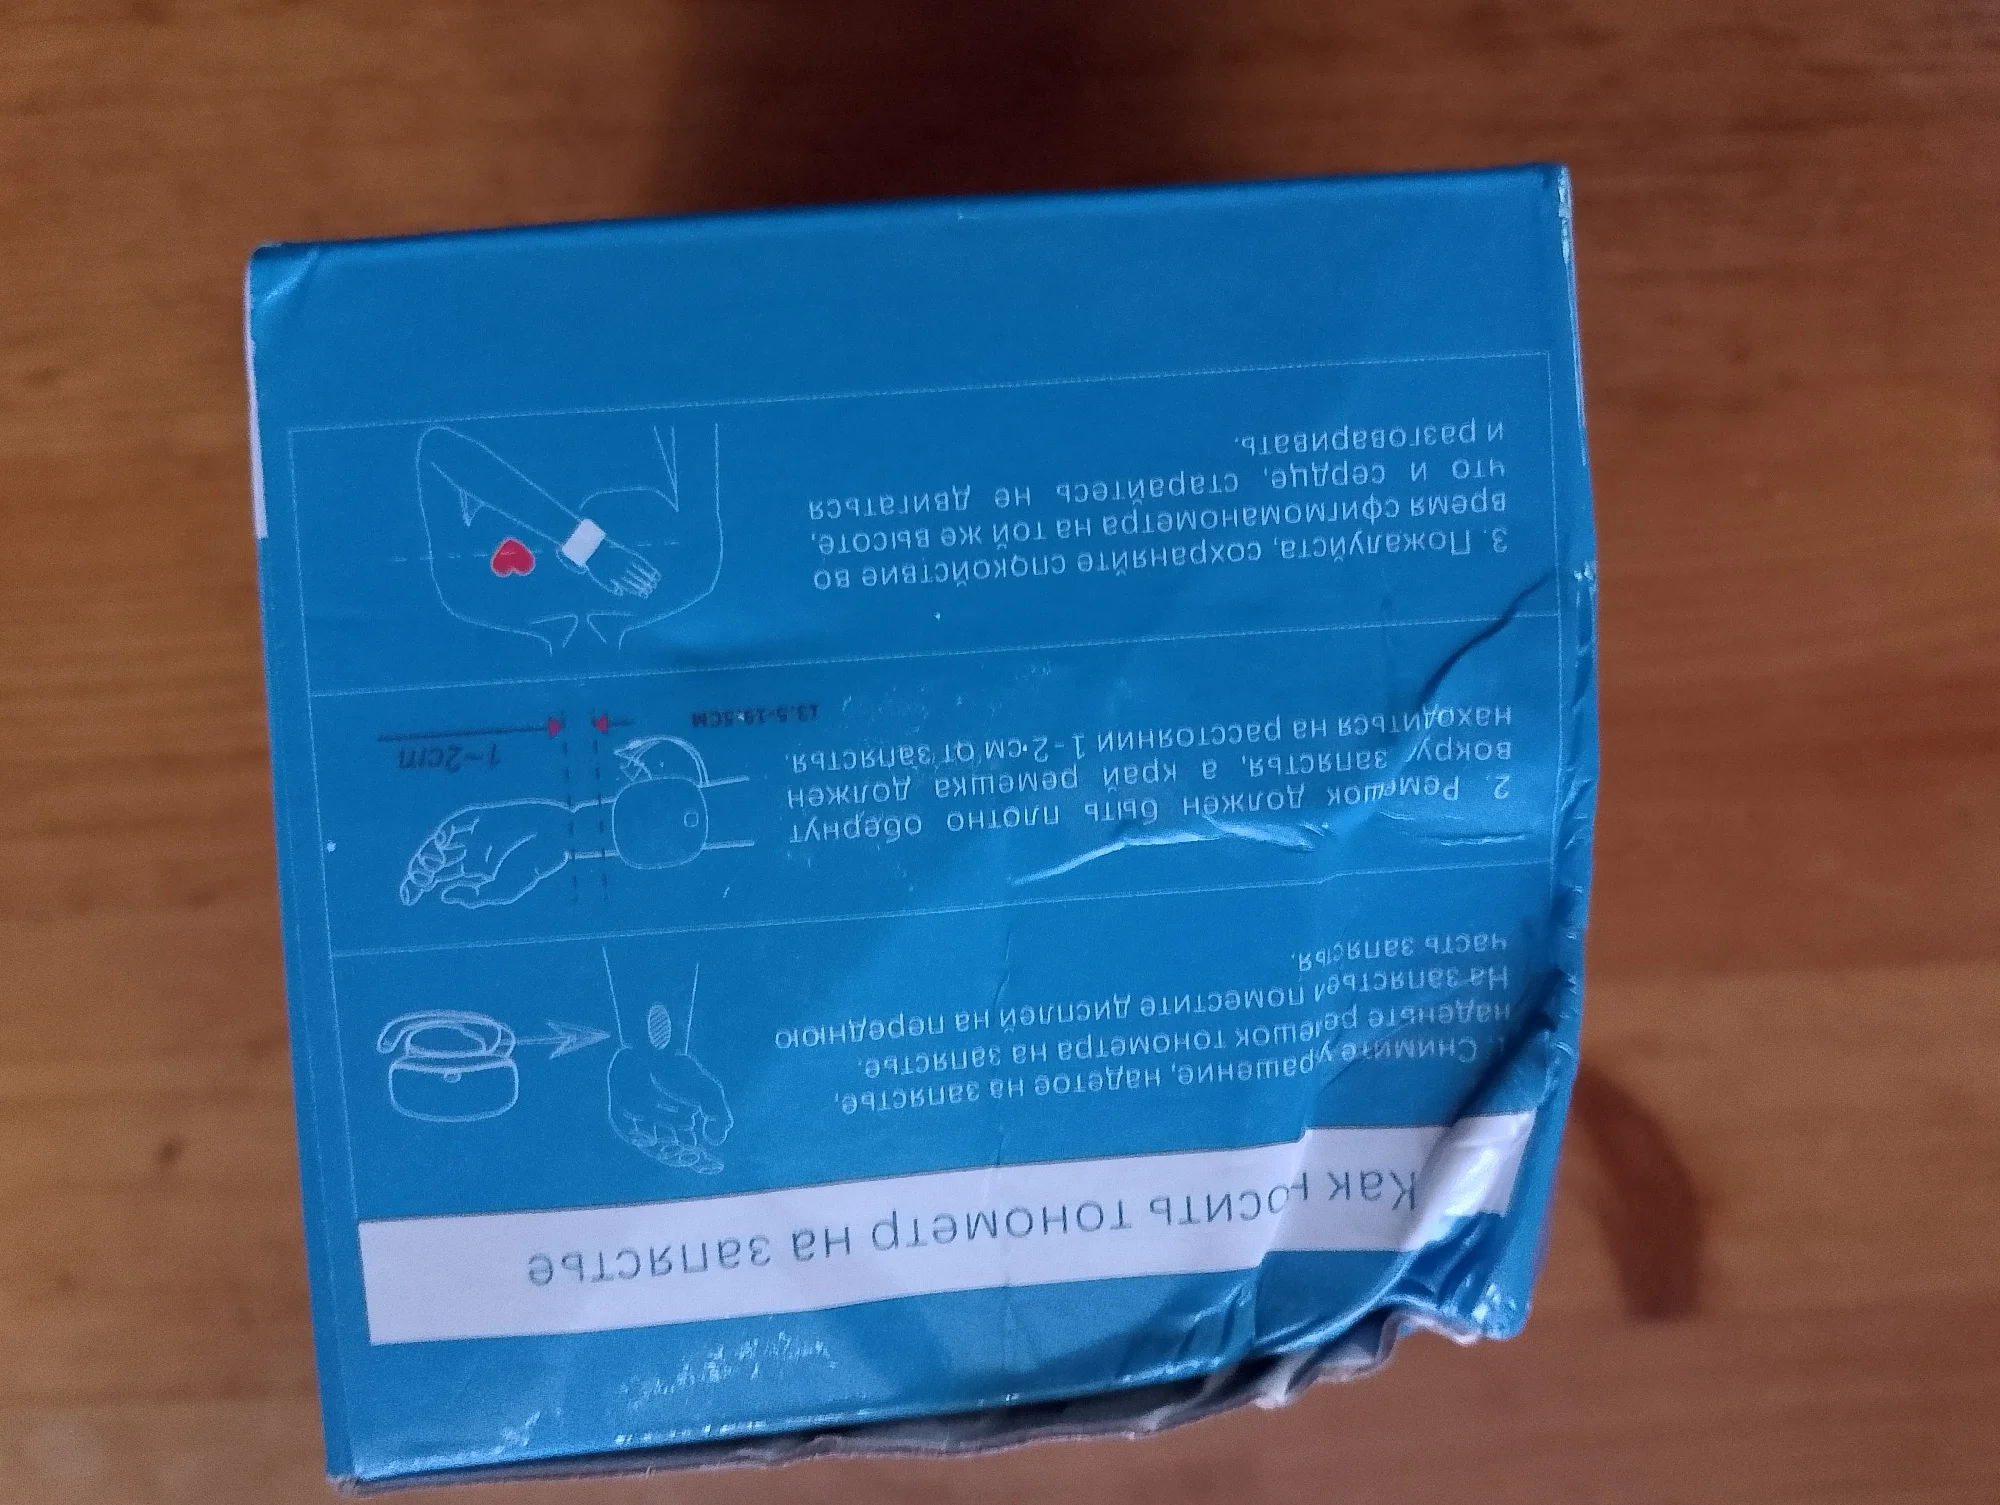 Как носить тонометр на запястье
1. Снимите украшение, надетое на запястье,
наденьте ремешок тонометра на запястье.
На запястье поместите дисплей на переднюю
часть запястья.
2. Ремешок должен быть плотно обернут
вокруг запястья, а край ремешка должен
находиться на расстоянии 1-2 см от запястья.
1~2cm
13.5-19.5CM
3. Пожалуйста, сохраняйте спокойствие во
время сфигмоманометра на той же высоте,
что и сердце, старайтесь не двигаться
и разговаривать.